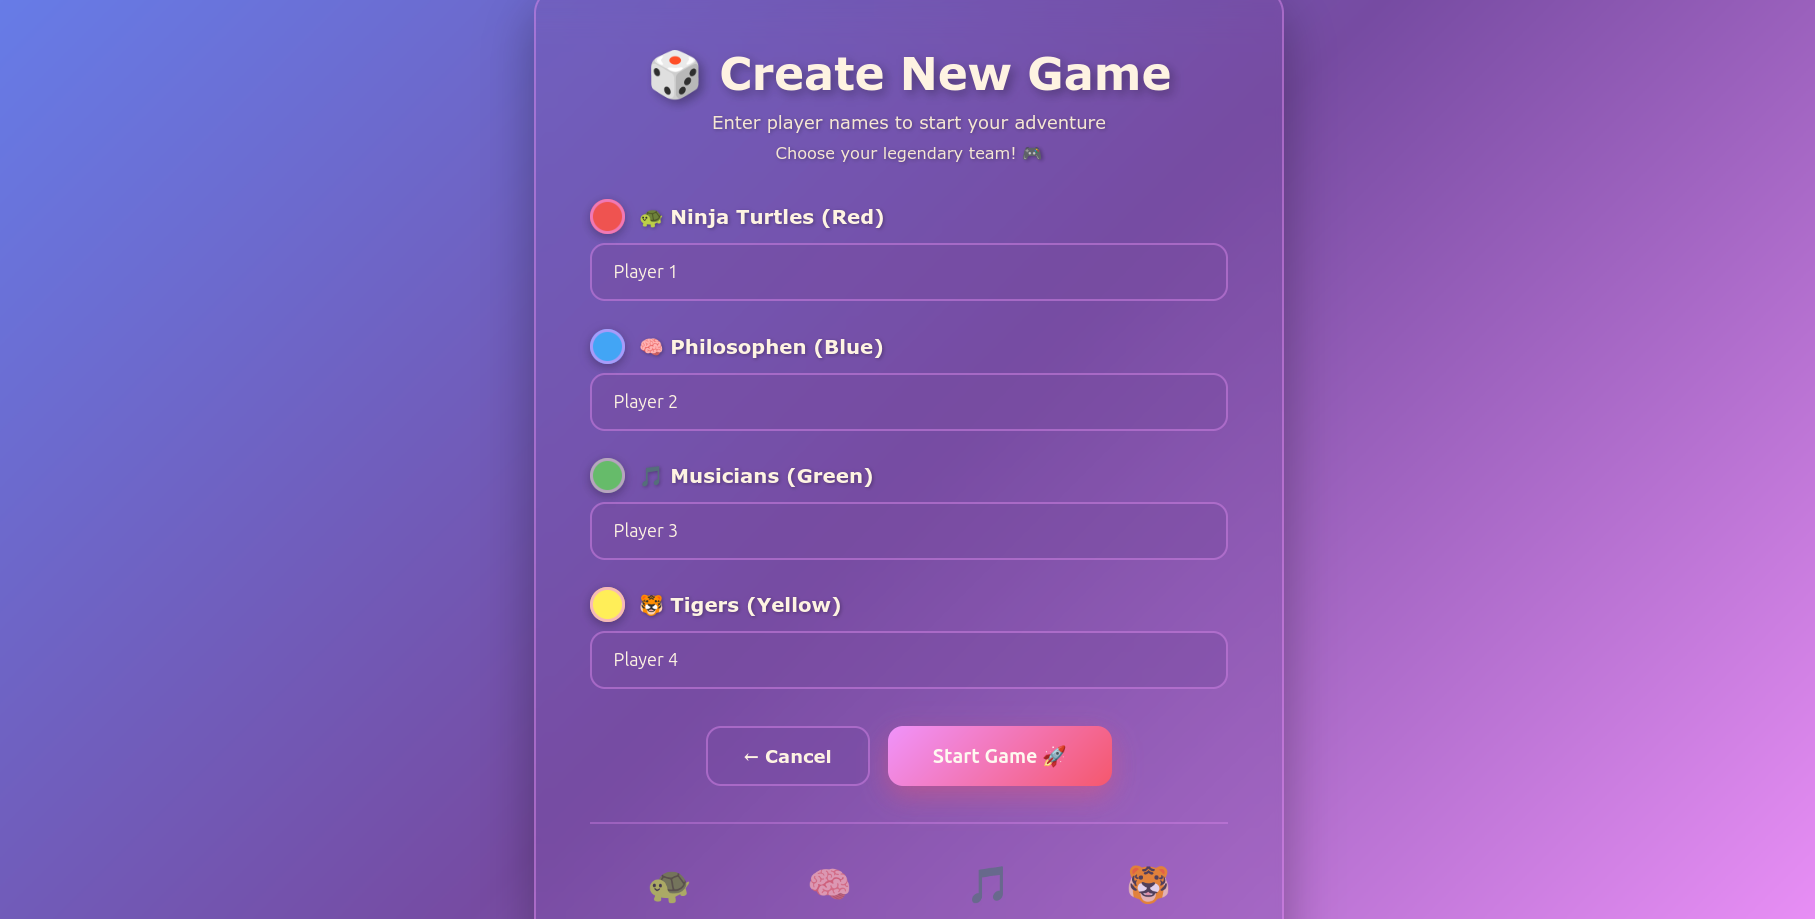 🎲 Create New Game
Enter player names to start your adventure
Choose your legendary team! 🎮
🐢 Ninja Turtles (Red)
Player 1
🧠 Philosophen (Blue)
Player 2
🎵 Musicians (Green)
Player 3
🐯 Tigers (Yellow)
Player 4
← Cancel
Start Game 🚀